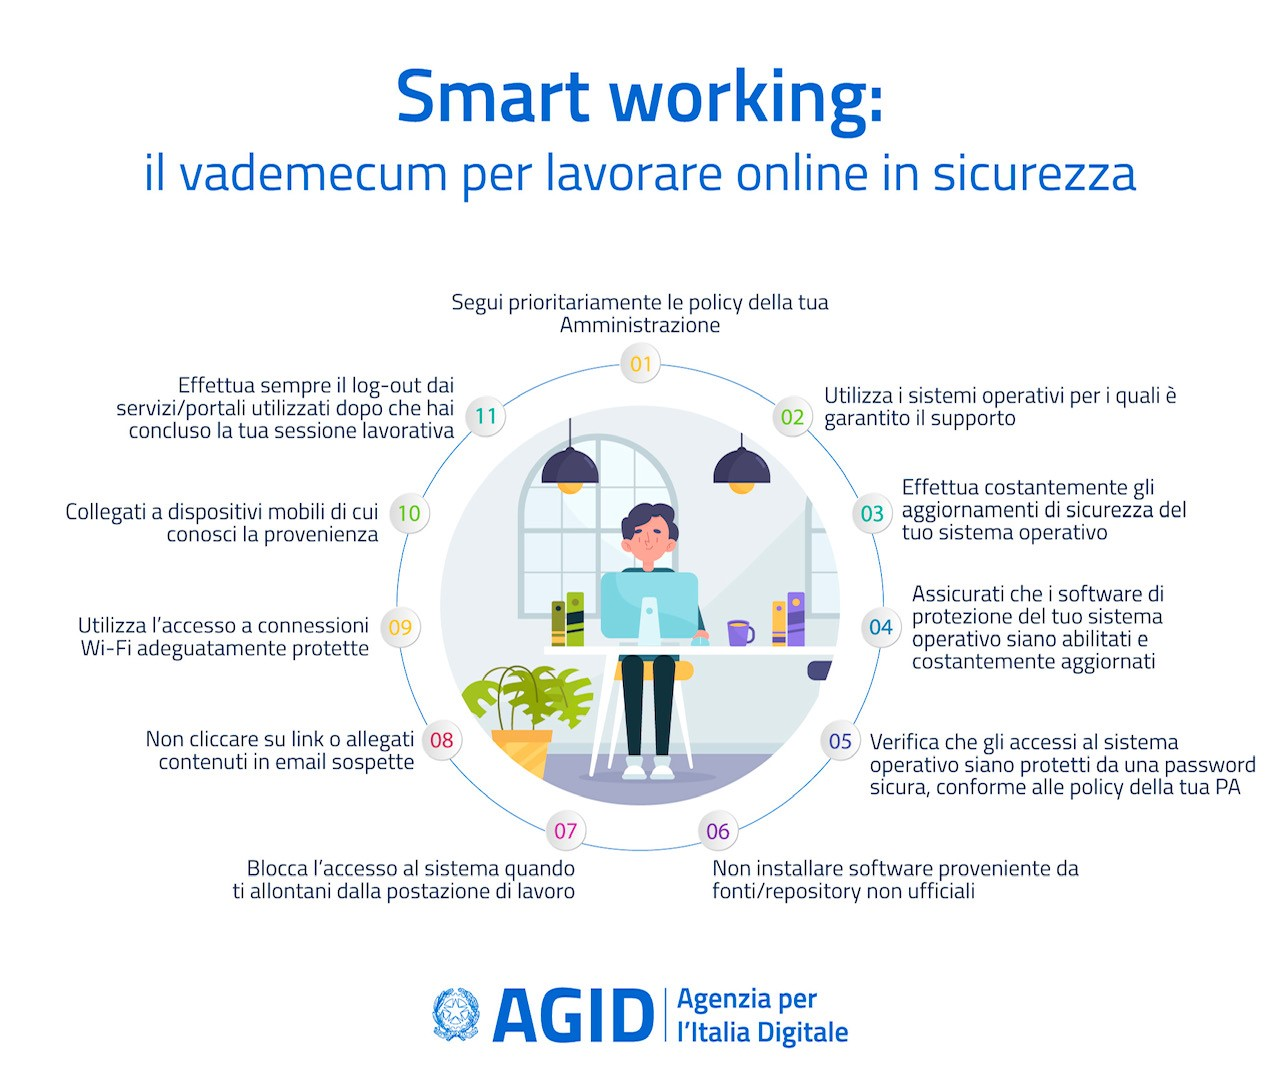 Smart working:
il vademecum per lavorare online in sicurezza
Segui prioritariamente le policy della tua
Amministrazione
01
Utilizza i sistemi operativi per i quali è
garantito il supporto
02
Effettua costantemente gli
aggiornamenti di sicurezza del
tuo sistema operativo
03
Assicurati che i software di
protezione del tuo sistema
operativo siano abilitati e
costantemente aggiornati
04
05
Verifica che gli accessi al sistema
operativo siano protetti da una password
sicura, conforme alle policy della tua PA
06
Non installare software proveniente da
fonti/repository non ufficiali
07
Blocca l'accesso al sistema quando
ti allontani dalla postazione di lavoro
08
Non cliccare su link o allegati
contenuti in email sospette
09
Utilizza l'accesso a connessioni
Wi-Fi adeguatamente protette
10
Collegati a dispositivi mobili di cui
conosci la provenienza
11
Effettua sempre il log-out dai
servizi/portali utilizzati dopo che hai
concluso la tua sessione lavorativa
AGID
Agenzia per
l'Italia Digitale